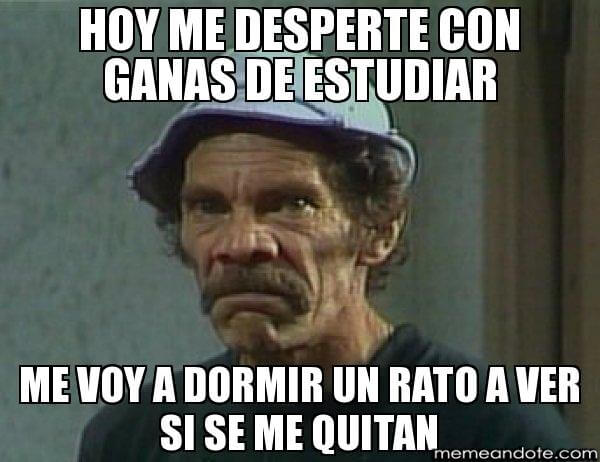 HOY ME DESPERTE CON
GANAS DE ESTUDIAR
ME VOY A DORMIR UN RATO A VER
SI SE ME QUITAN
memeandote.com